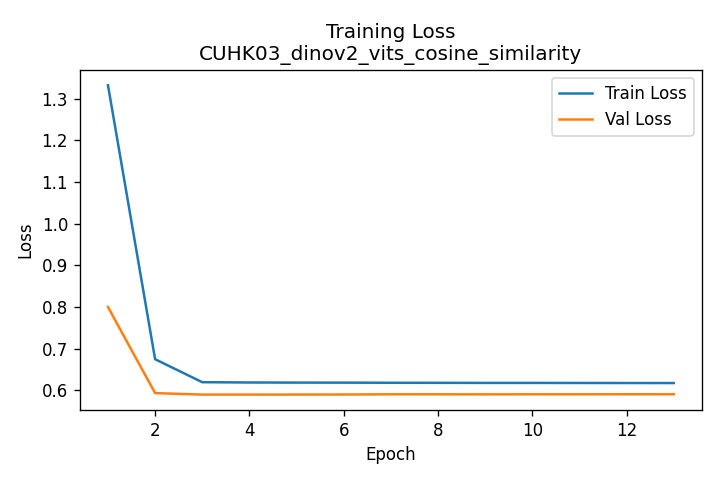 Training Loss
CUHK03_dinov2_vits_cosine_similarity
Train Loss
Val Loss
1.3
1.2
1.1
1.0
0.9
0.8
0.7
0.6
Loss
2 4 6 8 10 12
Epoch